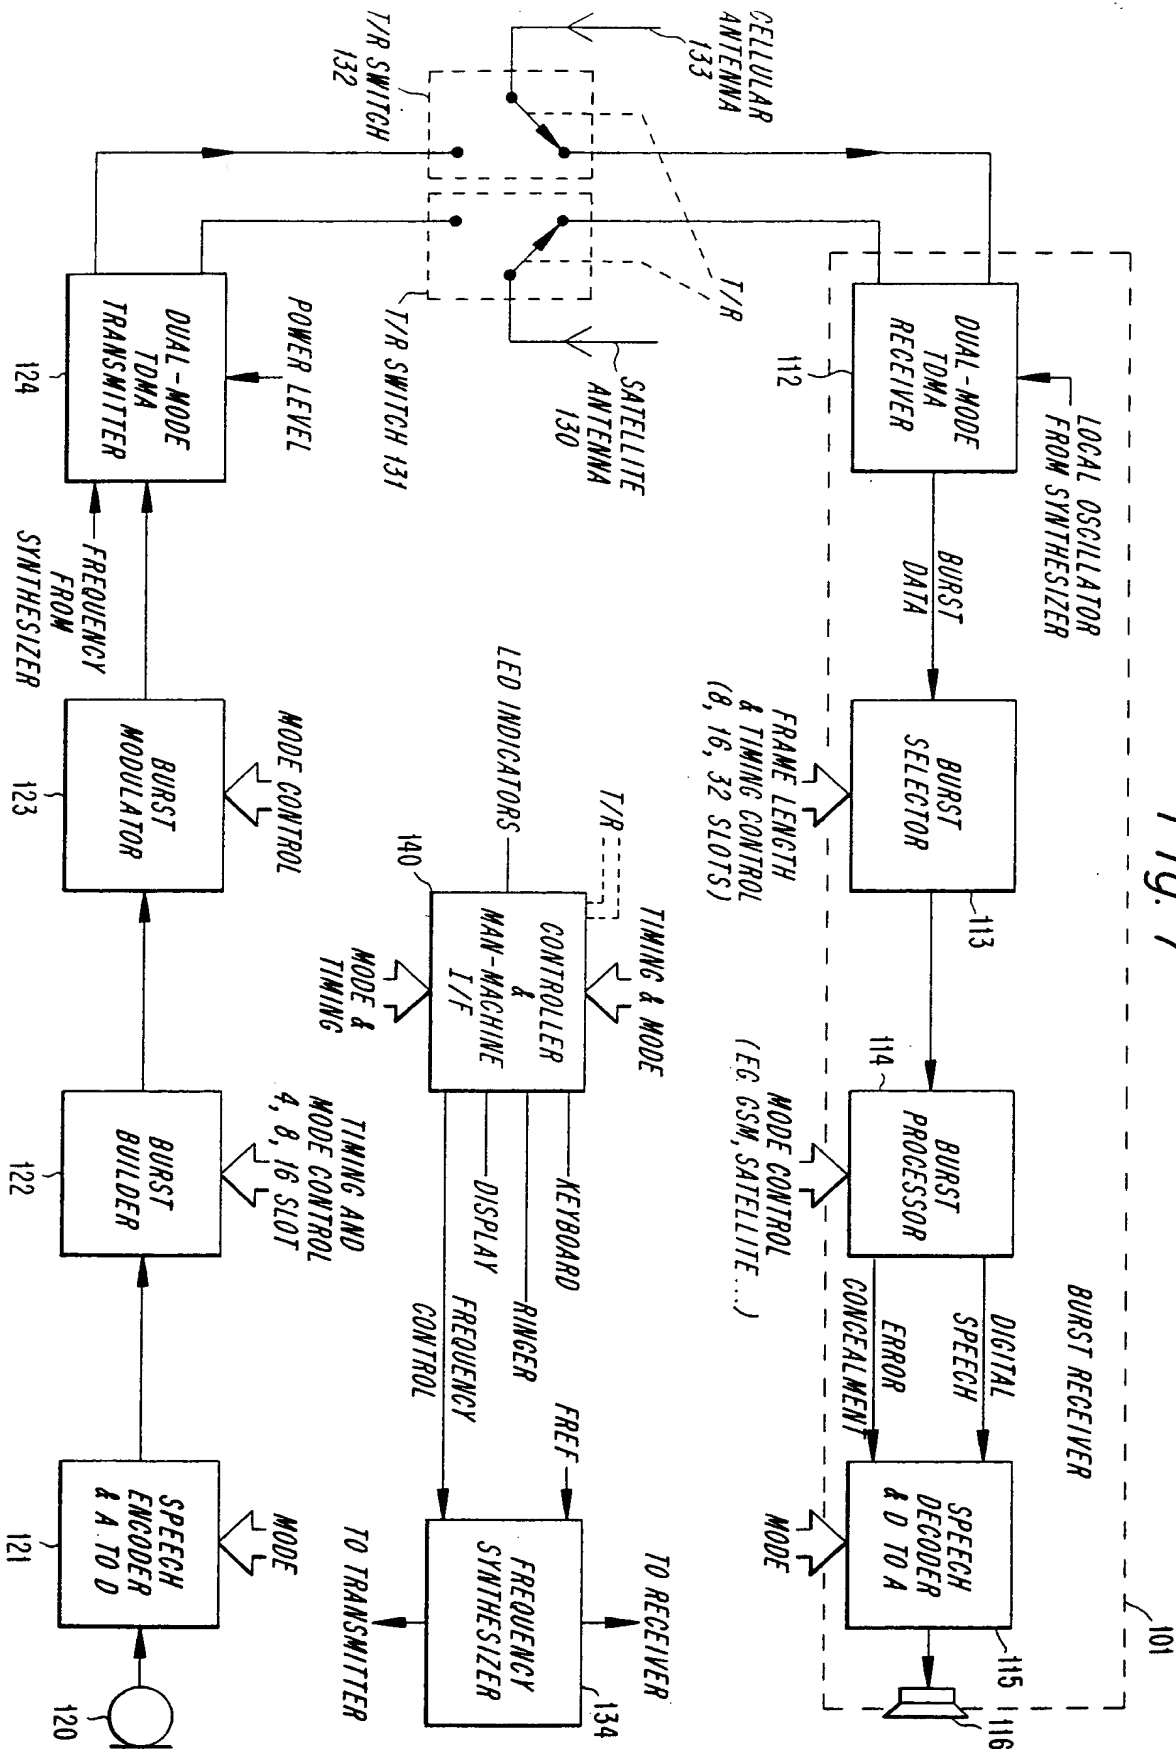 Fig. 7
101
BURST RECEIVER
LOCAL OSCILLATOR
FROM SYNTHESIZER
DUAL-MODE
TDMA
RECEIVER
112
BURST
DATA
BURST
SELECTOR
113
FRAME LENGTH
& TIMING CONTROL
(8, 16, 32 SLOTS)
BURST
PROCESSOR
114
MODE CONTROL
(EG GSM, SATELLITE...)
DIGITAL
SPEECH
ERROR
CONCEALMENT
SPEECH
DECODER
& D TO A
115
MODE
116
CELLULAR
ANTENNA
133
T/R SWITCH
132
T/R
SATELLITE
ANTENNA
130
T/R SWITCH 131
T/R
TIMING & MODE
CONTROLLER
&
MAN-MACHINE
I/F
140
LED INDICATORS
MODE &
TIMING
KEYBOARD
RINGER
DISPLAY
FREQUENCY
CONTROL
FREF
TO RECEIVER
FREQUENCY
SYNTHESIZER
134
TO TRANSMITTER
POWER LEVEL
DUAL-MODE
TDMA
TRANSMITTER
124
FREQUENCY
FROM
SYNTHESIZER
MODE CONTROL
BURST
MODULATOR
123
TIMING AND
MODE CONTROL
4, 8, 16 SLOT
BURST
BUILDER
122
MODE
SPEECH
ENCODER
& A TO D
121
120